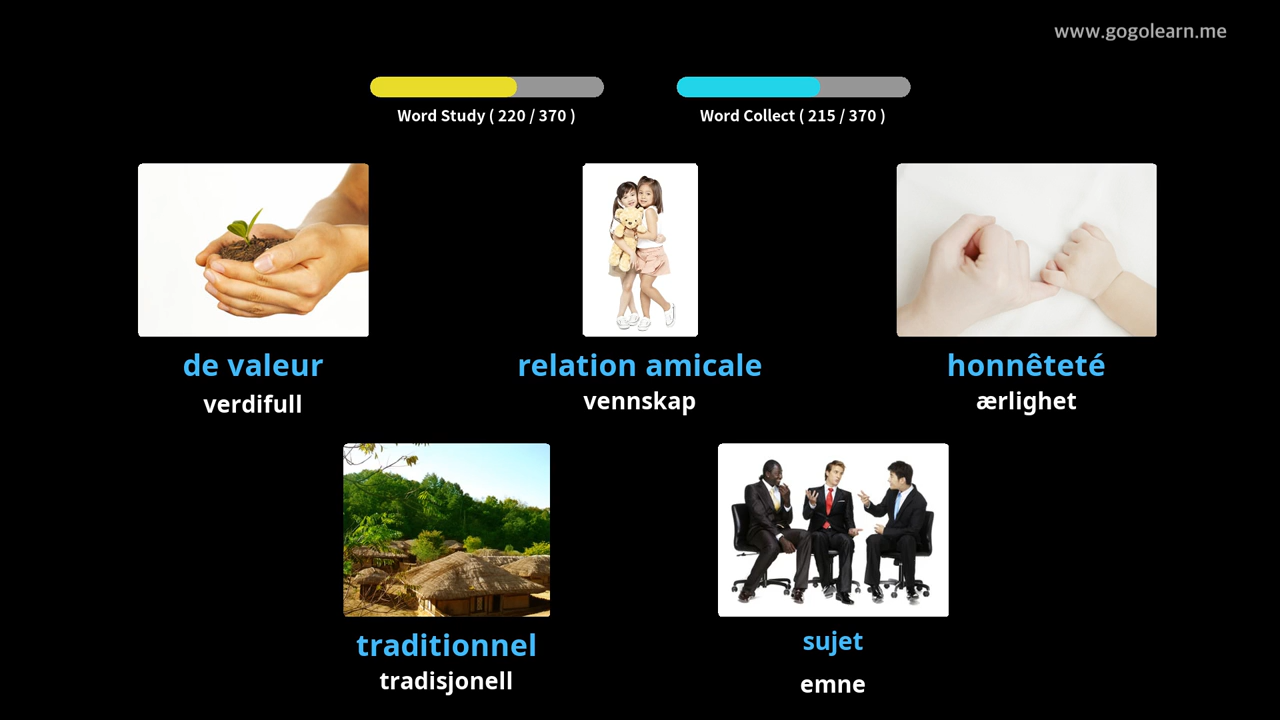 www.gogolearn.me
Word Study ( 220 / 370 )
Word Collect ( 215 / 370 )
de valeur
verdifull
relation amicale
vennskap
honnêteté
ærlighet
traditionnel
tradisjonell
sujet
emne